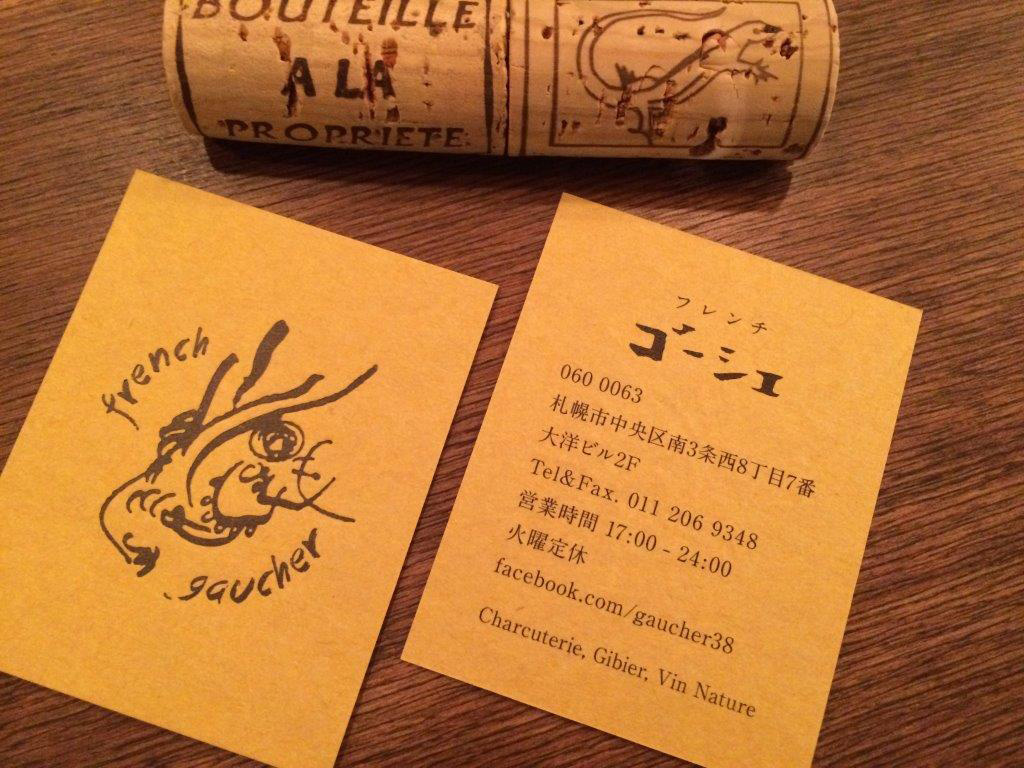 BOUTEILLE
A LA
PROPRIETE
french
gaucher
フレンチ
ゴーシェ
060 0063
札幌市中央区南3条西8丁目7番
大洋ビル2F
Tel&Fax. 011 206 9348
営業時間 17:00 - 24:00
火曜定休
facebook.com/gaucher38
Charcuterie, Gibier, Vin Nature